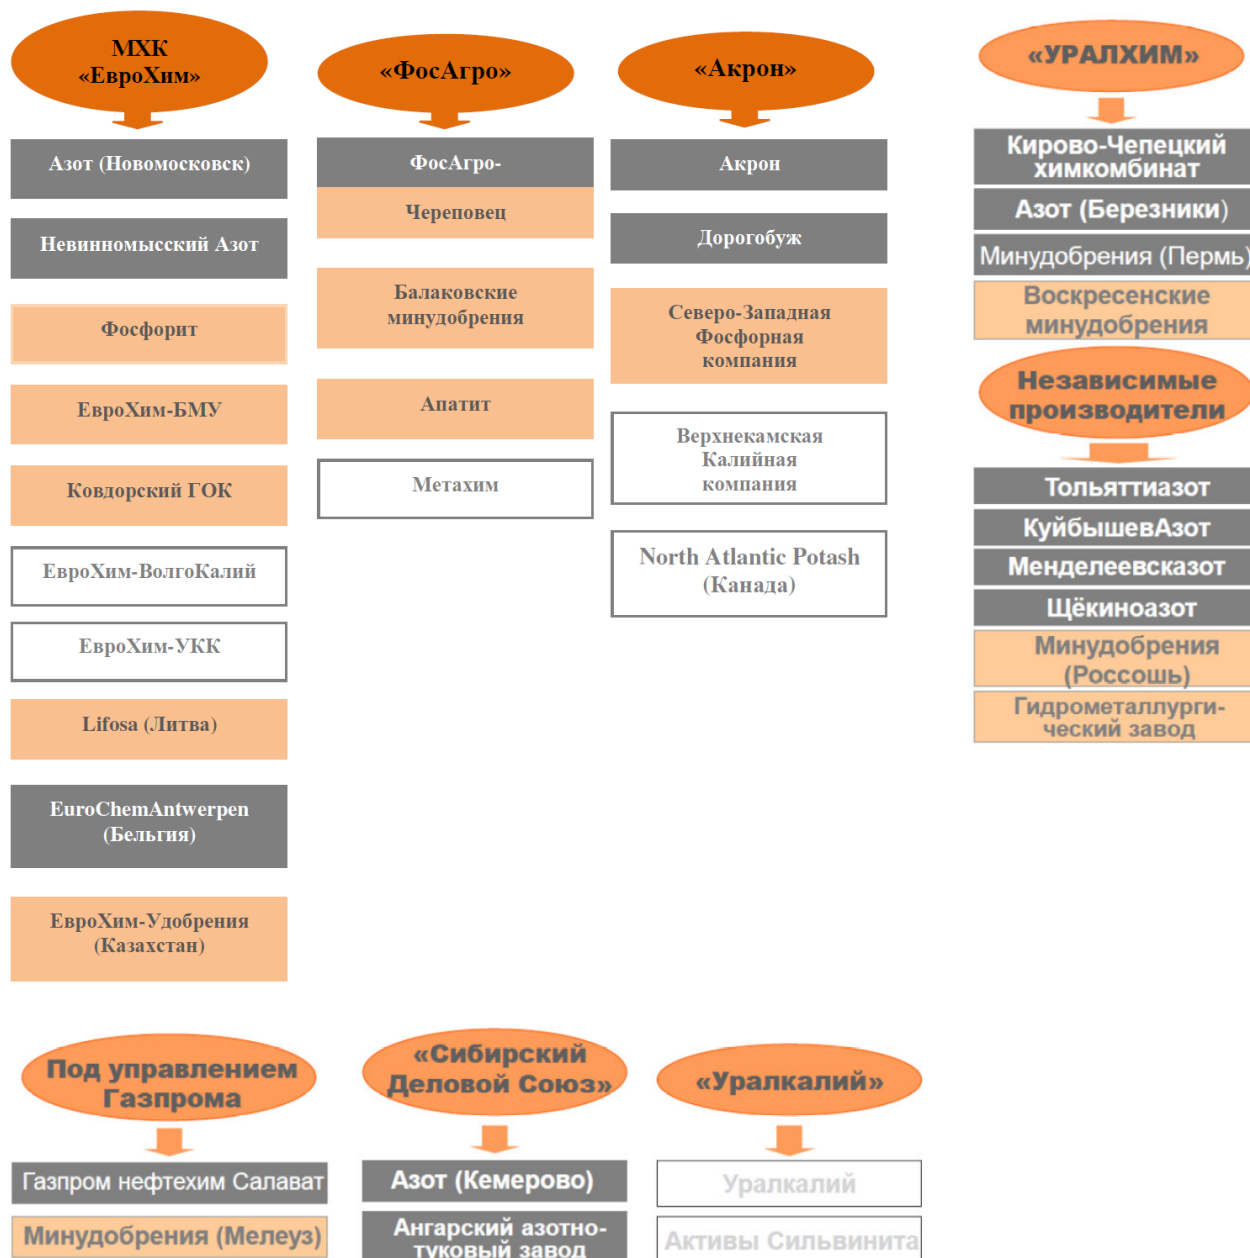 МХК
«ЕвроХим»
Азот (Новомосковск)
Невинномысский Азот
Фосфорит
ЕвроХим-БМУ
Ковдорский ГОК
ЕвроХим-ВолгоКалий
ЕвроХим-УКК
Lifosa (Литва)
EuroChemAntwerpen
(Бельгия)
ЕвроХим-Удобрения
(Казахстан)
«ФосАгро»
ФосАгро-
Череповец
Балаковские
минудобрения
Апатит
Метахим
«Акрон»
Акрон
Дорогобуж
Северо-Западная
Фосфорная
компания
Верхнекамская
Калийная
компания
North Atlantic Potash
(Канада)
«УРАЛХИМ»
Кирово-Чепецкий
химкомбинат
Азот (Березники)
Минудобрения (Пермь)
Воскресенские
минудобрения
Независимые
производители
Тольяттиазот
КуйбышевАзот
Менделеевсказот
Щёкиноазот
Минудобрения
(Россошь)
Гидрометаллурги-
ческий завод
Под управлением
Газпрома
Газпром нефтехим Салават
Минудобрения (Мелеуз)
«Сибирский
Деловой Союз»
Азот (Кемерово)
Ангарский азотно-
туковый завод
«Уралкалий»
Уралкалий
Активы Сильвинита